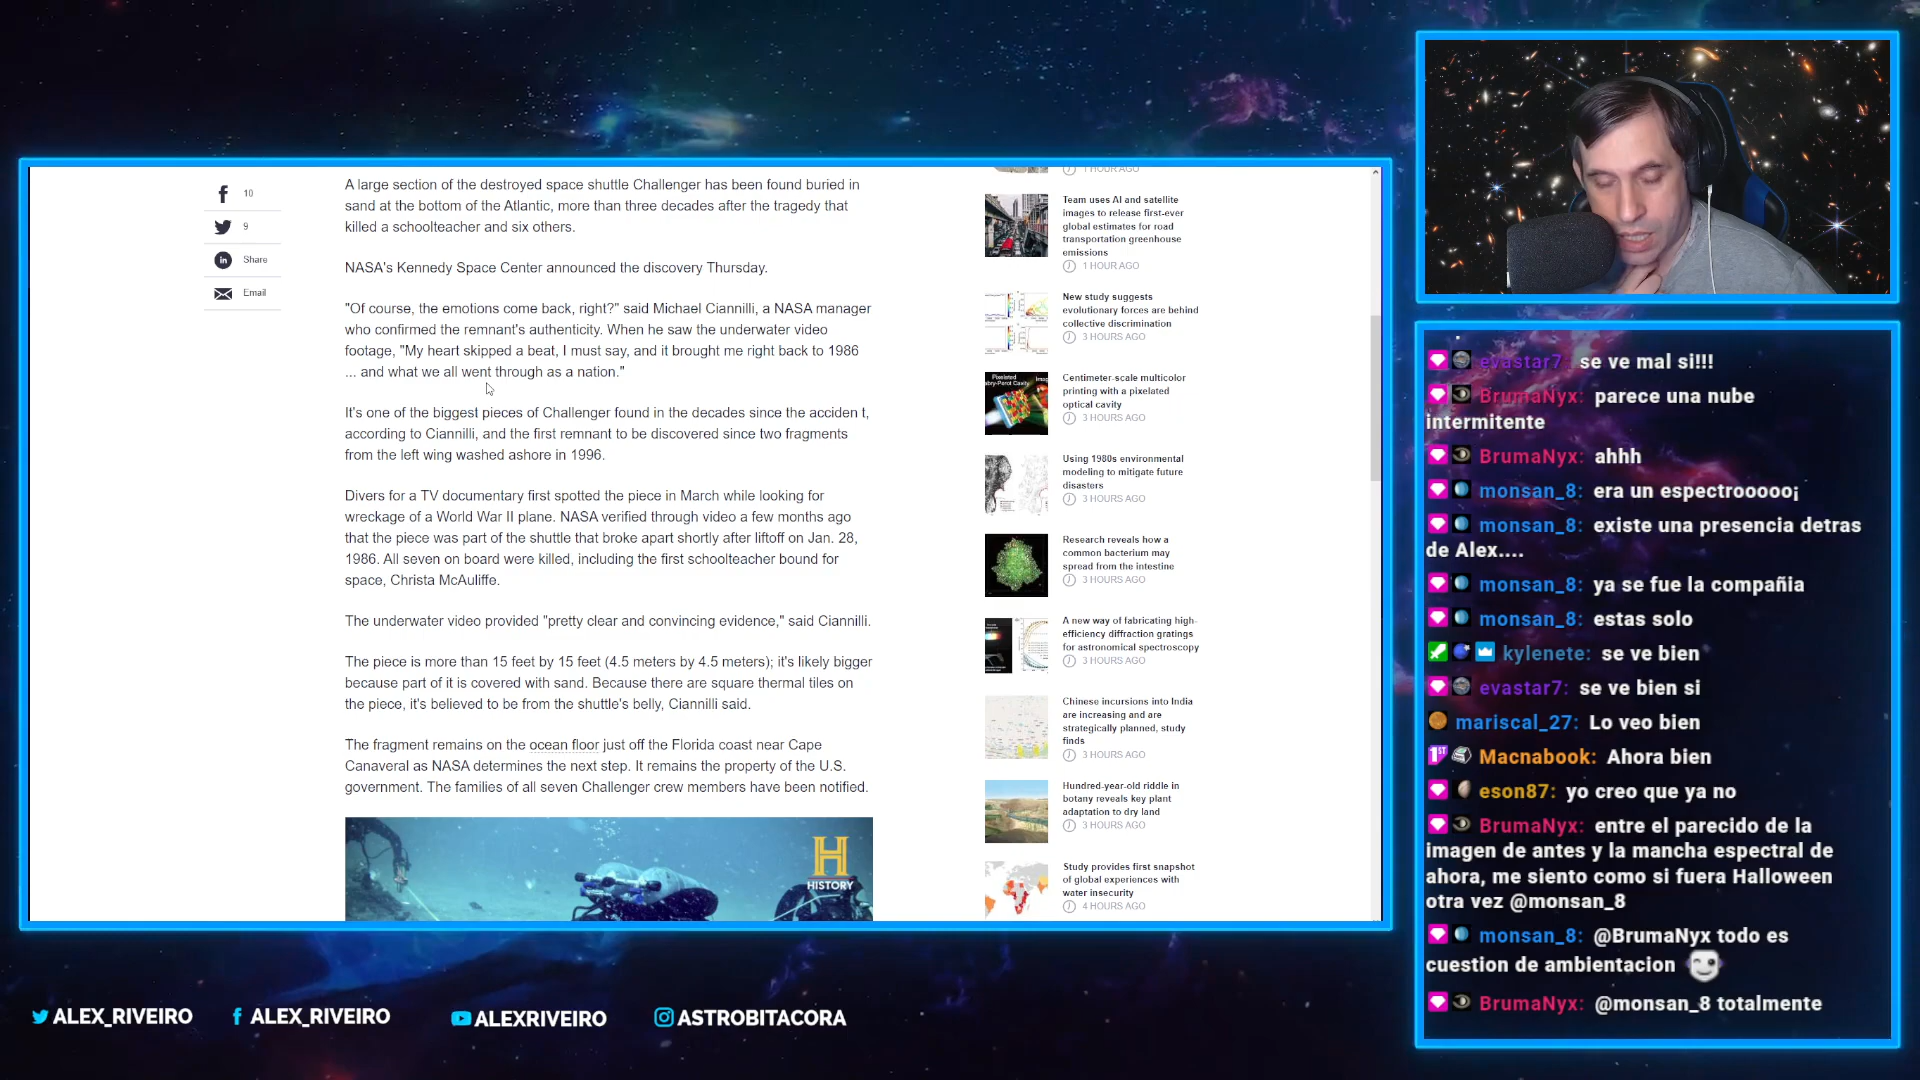 10
9
Share
Email
A large section of the destroyed space shuttle Challenger has been found buried in
sand at the bottom of the Atlantic, more than three decades after the tragedy that
killed a schoolteacher and six others.
NASA's Kennedy Space Center announced the discovery Thursday.
"Of course, the emotions come back, right?" said Michael Ciannilli, a NASA manager
who confirmed the remnant's authenticity. When he saw the underwater video
footage, "My heart skipped a beat, I must say, and it brought me right back to 1986
... and what we all went through as a nation."
It's one of the biggest pieces of Challenger found in the decades since the acciden t,
according to Ciannilli, and the first remnant to be discovered since two fragments
from the left wing washed ashore in 1996.
Divers for a TV documentary first spotted the piece in March while looking for
wreckage of a World War II plane. NASA verified through video a few months ago
that the piece was part of the shuttle that broke apart shortly after liftoff on Jan. 28,
1986. All seven on board were killed, including the first schoolteacher bound for
space, Christa McAuliffe.
The underwater video provided "pretty clear and convincing evidence," said Ciannilli.
The piece is more than 15 feet by 15 feet (4.5 meters by 4.5 meters); it's likely bigger
because part of it is covered with sand. Because there are square thermal tiles on
the piece, it's believed to be from the shuttle's belly, Ciannilli said.
The fragment remains on the ocean floor just off the Florida coast near Cape
Canaveral as NASA determines the next step. It remains the property of the U.S.
government. The families of all seven Challenger crew members have been notified.
HISTORY
1 HOUR AGO
Team uses AI and satellite
images to release first-ever
global estimates for road
transportation greenhouse
emissions
1 HOUR AGO
New study suggests
evolutionary forces are behind
collective discrimination
3 HOURS AGO
Centimeter-scale multicolor
printing with a pixelated
optical cavity
3 HOURS AGO
Using 1980s environmental
modeling to mitigate future
disasters
3 HOURS AGO
Research reveals how a
common bacterium may
spread from the intestine
3 HOURS AGO
A new way of fabricating high-
efficiency diffraction gratings
for astronomical spectroscopy
3 HOURS AGO
Chinese incursions into India
are increasing and are
strategically planned, study
finds
3 HOURS AGO
Hundred-year-old riddle in
botany reveals key plant
adaptation to dry land
3 HOURS AGO
Study provides first snapshot
of global experiences with
water insecurity
4 HOURS AGO
evastar7: se ve mal si!!!
BrumaNyx: parece una nube
intermitente
BrumaNyx: ahhh
monsan_8: era un espectrooooo¡
monsan_8: existe una presencia detras
de Alex....
monsan_8: ya se fue la compañia
monsan_8: estas solo
kylenete: se ve bien
evastar7: se ve bien si
mariscal_27: Lo veo bien
1ST Macnabook: Ahora bien
eson87: yo creo que ya no
BrumaNyx: entre el parecido de la
imagen de antes y la mancha espectral de
ahora, me siento como si fuera Halloween
otra vez @monsan_8
monsan_8: @BrumaNyx todo es
cuestion de ambientacion
BrumaNyx: @monsan_8 totalmente
ALEX_RIVEIRO
ALEX_RIVEIRO
ALEXRIVEIRO
ASTROBITACORA